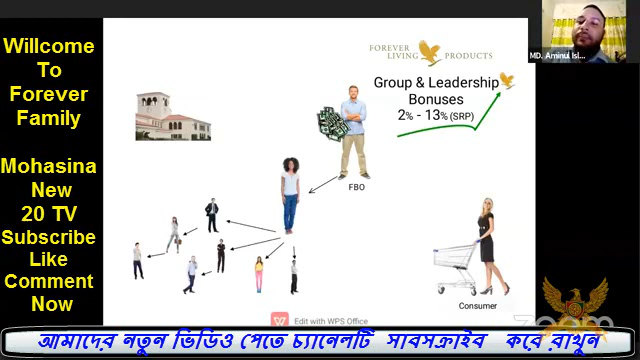 Willcome
To
Forever
Family
Mohasina
New
20 TV
Subscribe
Like
Comment
Now
FOREVER
LIVING PRODUCTS
Group & Leadership
Bonuses
2% - 13% (SRP)
FBO
Consumer
MD. Aminul Isl...
Edit with WPS Office
zoom
আমাদের নতুন ভিডিও পেতে চ্যানেলটি সাবসক্রাইব করে রাখুন